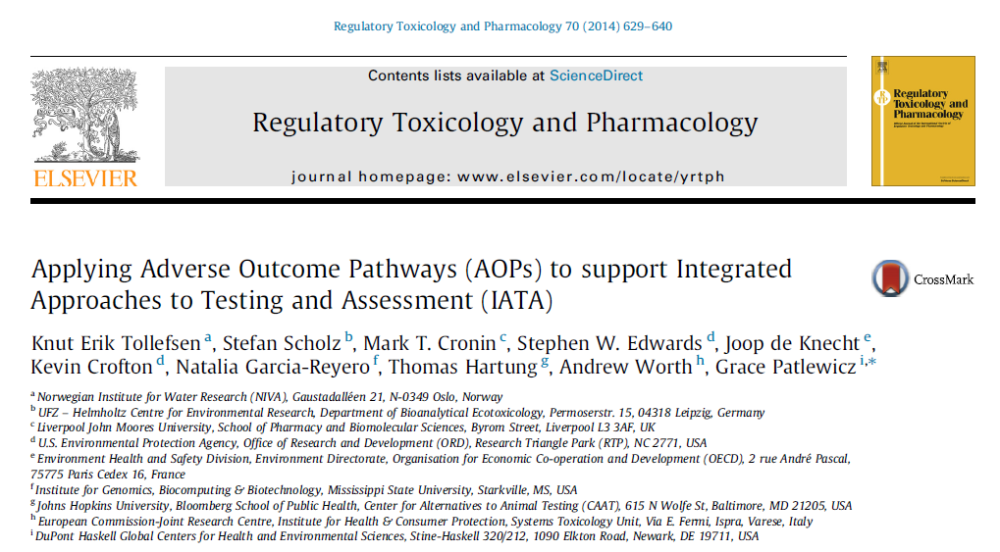 Regulatory Toxicology and Pharmacology 70 (2014) 629–640
Contents lists available at ScienceDirect
Regulatory Toxicology and Pharmacology
journal homepage: www.elsevier.com/locate/yrtph
ELSEVIER
Regulatory
Toxicology and
Pharmacology
Applying Adverse Outcome Pathways (AOPs) to support Integrated
Approaches to Testing and Assessment (IATA)
CrossMark
Knut Erik Tollefsen a, Stefan Scholz b, Mark T. Cronin c, Stephen W. Edwards d, Joop de Knecht e,
Kevin Crofton d, Natalia Garcia-Reyero f, Thomas Hartung g, Andrew Worth h, Grace Patlewicz i,*
a Norwegian Institute for Water Research (NIVA), Gaustadalléen 21, N-0349 Oslo, Norway
b UFZ – Helmholtz Centre for Environmental Research, Department of Bioanalytical Ecotoxicology, Permoserstr. 15, 04318 Leipzig, Germany
c Liverpool John Moores University, School of Pharmacy and Biomolecular Sciences, Byrom Street, Liverpool L3 3AF, UK
d U.S. Environmental Protection Agency, Office of Research and Development (ORD), Research Triangle Park (RTP), NC 2771, USA
e Environment Health and Safety Division, Environment Directorate, Organisation for Economic Co-operation and Development (OECD), 2 rue André Pascal,
75775 Paris Cedex 16, France
f Institute for Genomics, Biocomputing & Biotechnology, Mississippi State University, Starkville, MS, USA
g Johns Hopkins University, Bloomberg School of Public Health, Center for Alternatives to Animal Testing (CAAT), 615 N Wolfe St, Baltimore, MD 21205, USA
h European Commission-Joint Research Centre, Institute for Health & Consumer Protection, Systems Toxicology Unit, Via E. Fermi, Ispra, Varese, Italy
i DuPont Haskell Global Centers for Health and Environmental Sciences, Stine-Haskell 320/212, 1090 Elkton Road, Newark, DE 19711, USA